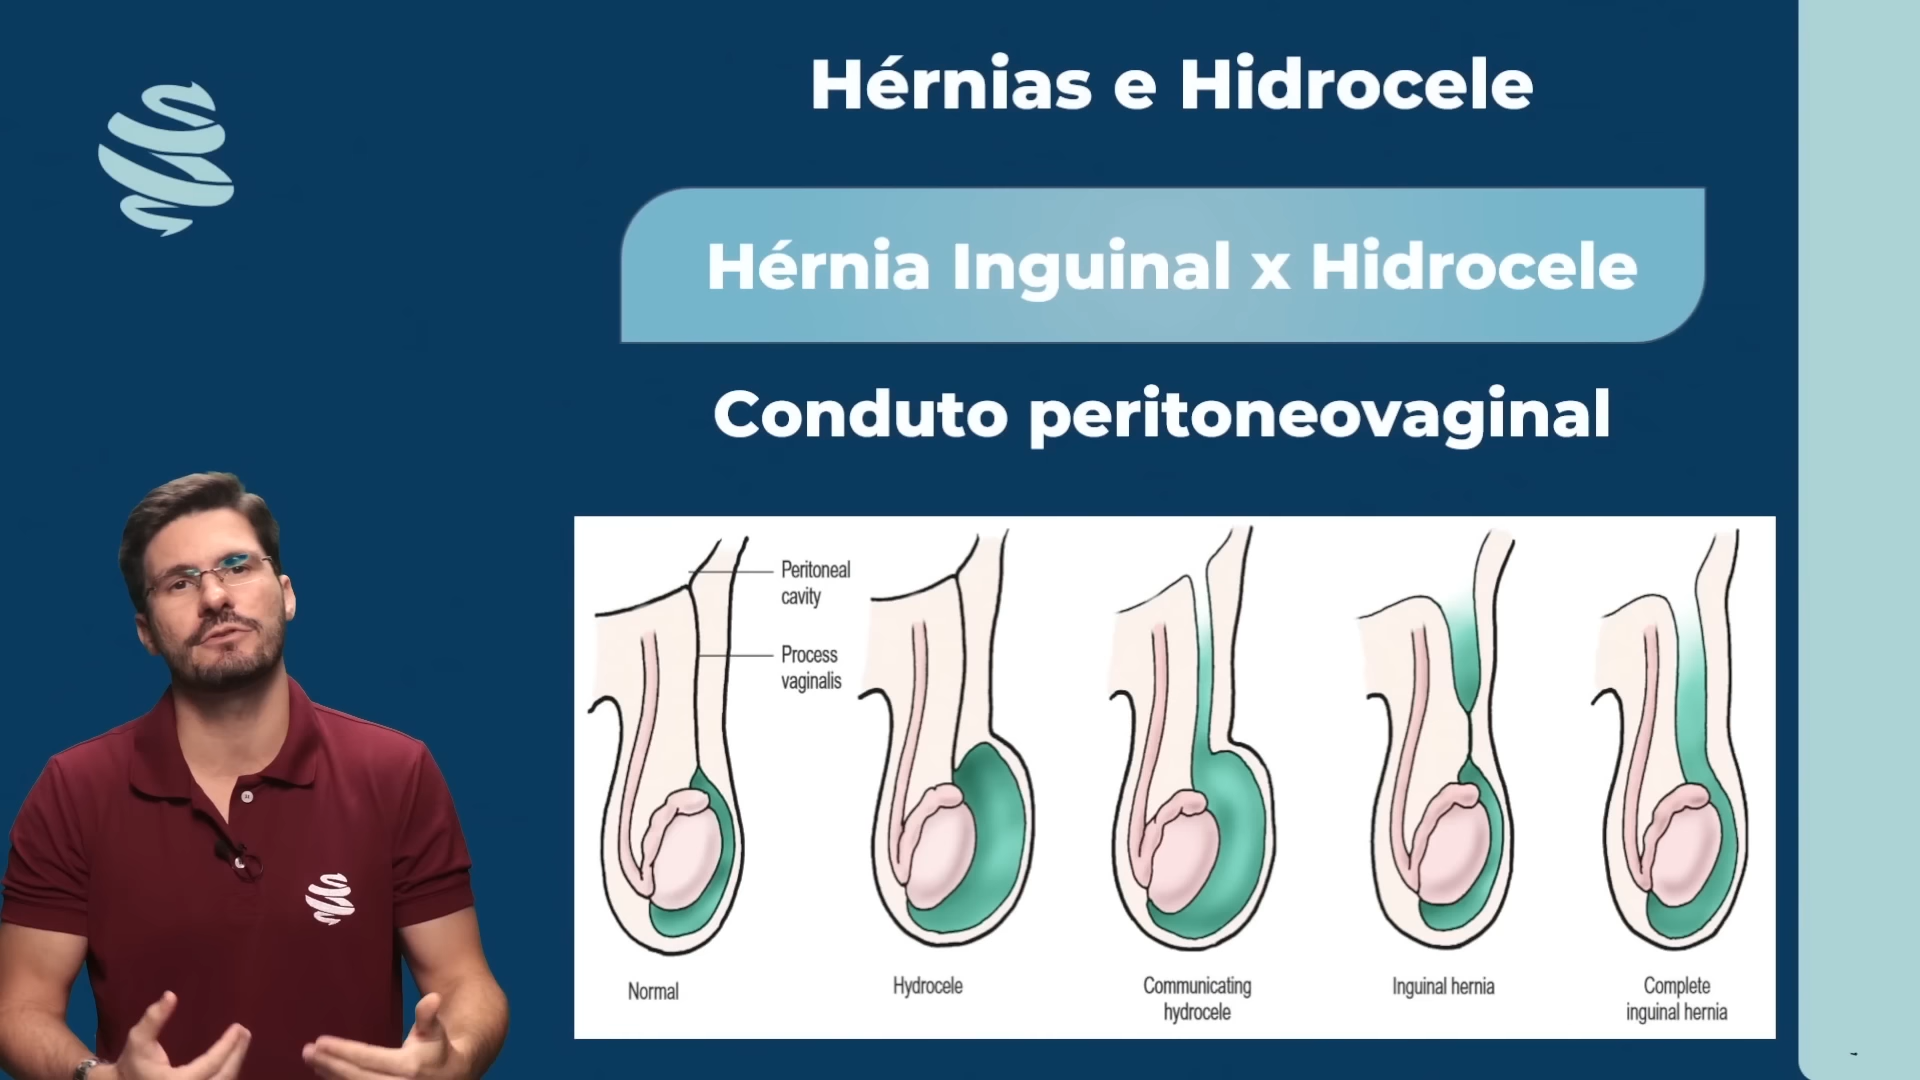 Hérnias e Hidrocele
Hérnia Inguinal x Hidrocele
Conduto peritoneovaginal
Peritoneal
cavity
Process
vaginalis
Normal
Hydrocele
Communicating
hydrocele
Inguinal hernia
Complete
inguinal hernia